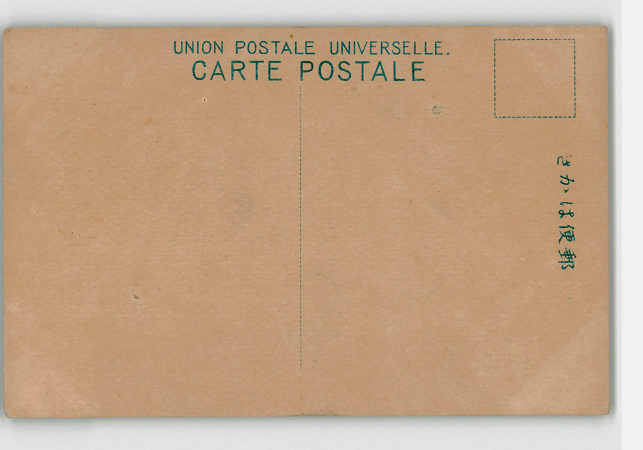 UNION POSTALE UNIVERSELLE.
CARTE POSTALE
きかは便郵